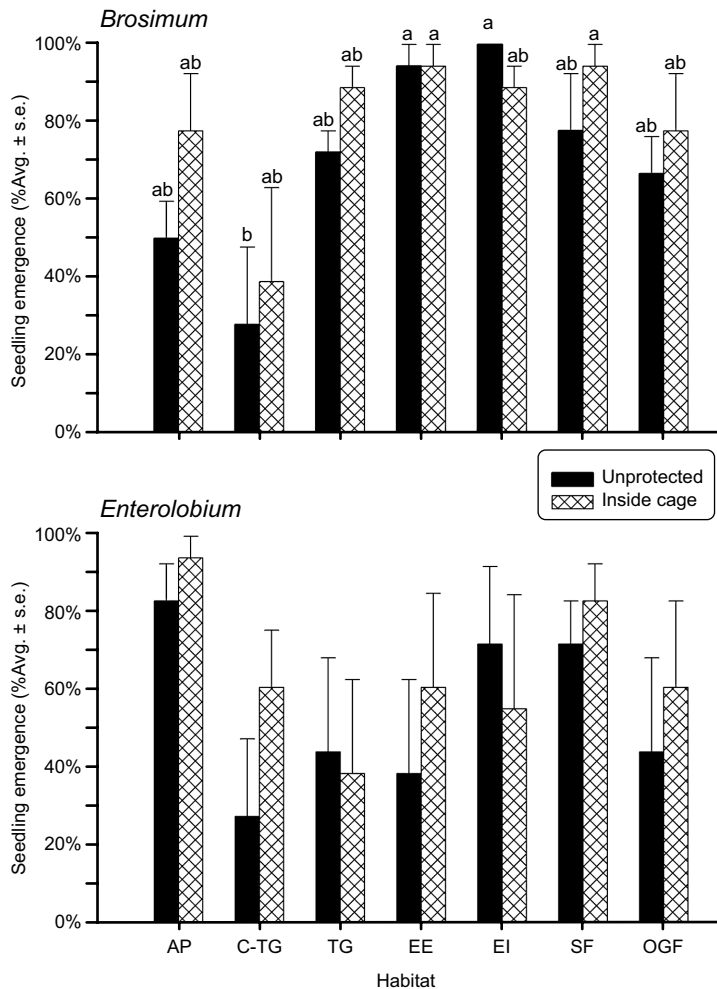 Brosimum
Seedling emergence (%Avg. ± s.e.)
100%
80%
60%
40%
20%
0%
ab
ab
b
ab
ab
ab
a
a
a
ab
ab
a
ab
ab
Unprotected
Inside cage
Enterolobium
Seedling emergence (%Avg. ± s.e.)
100%
80%
60%
40%
20%
0%
AP C-TG TG EE EI SF OGF
Habitat